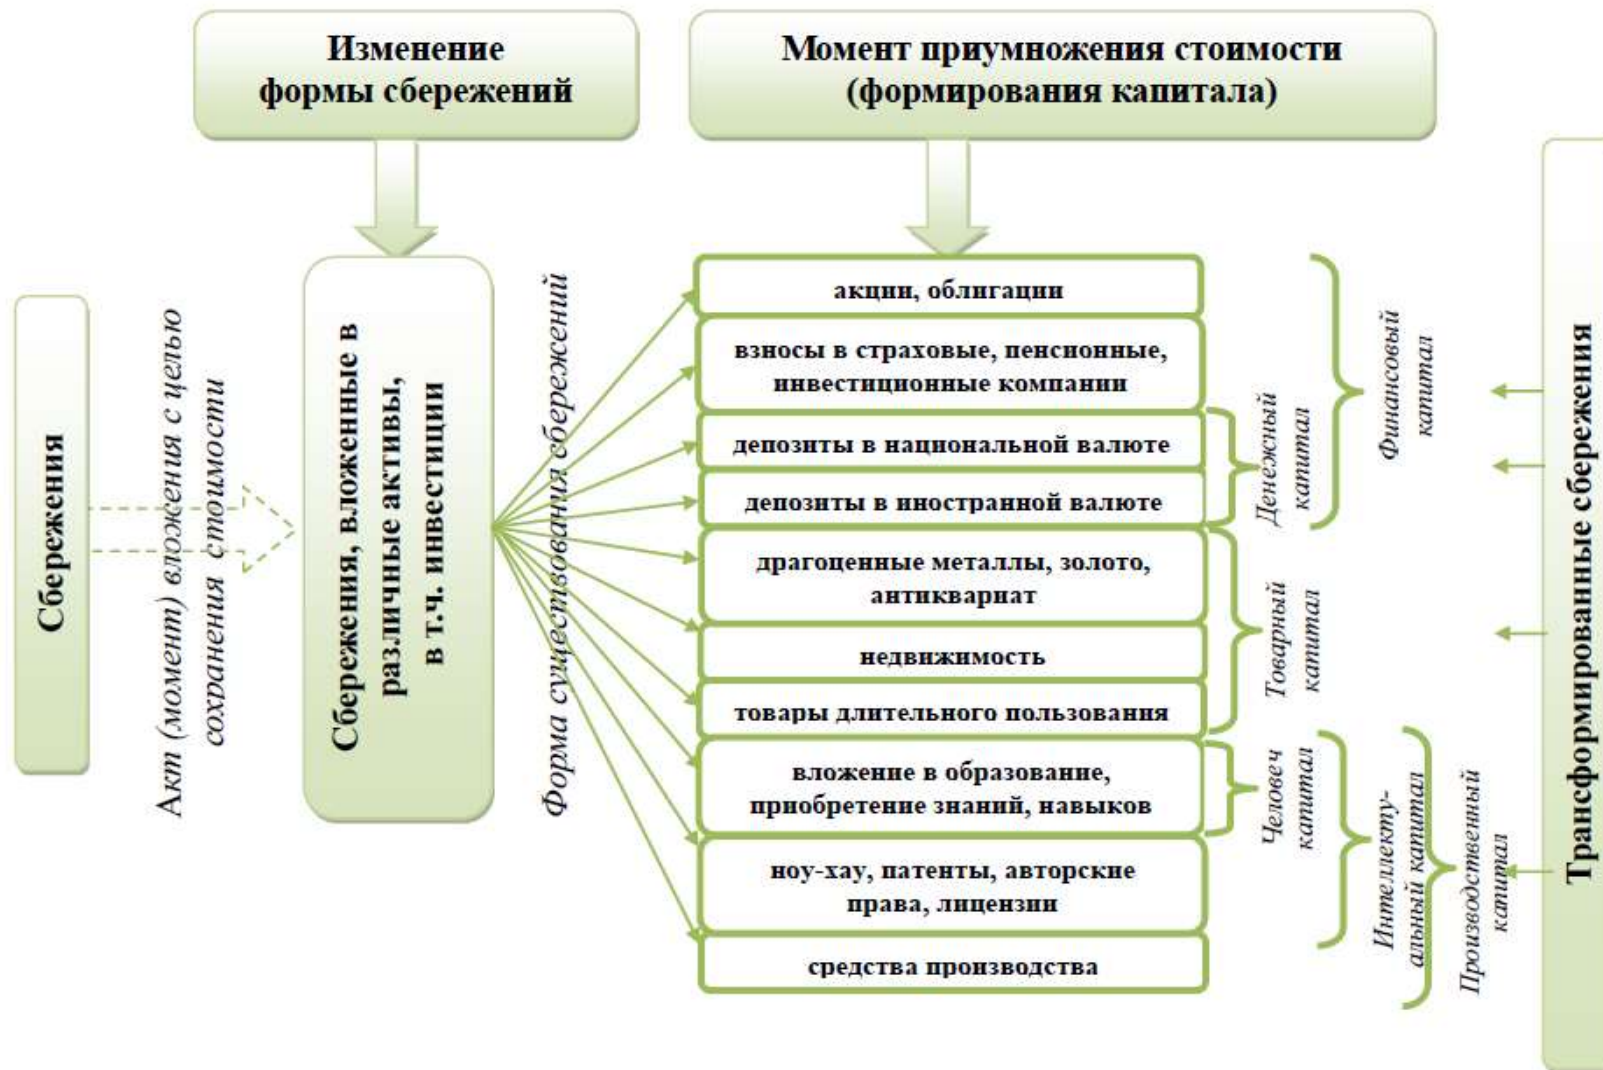 Изменение
формы сбережений
Момент приумножения стоимости
(формирования капитала)
Сбережения
Акт (момент) вложения с целью
сохранения стоимости
Сбережения, вложенные в
различные активы,
в т.ч. инвестиции
Форма существования сбережений
акции, облигации
взносы в страховые, пенсионные,
инвестиционные компании
депозиты в национальной валюте
депозиты в иностранной валюте
драгоценные металлы, золото,
антиквариат
недвижимость
товары длительного пользования
вложение в образование,
приобретение знаний, навыков
ноу-хау, патенты, авторские
права, лицензии
средства производства
Денежный
капитал
Финансовый
капитал
Товарный
капитал
Человеч
капитал
Интеллекту-
альный капитал
Производственный
капитал
Трансформированные сбережения